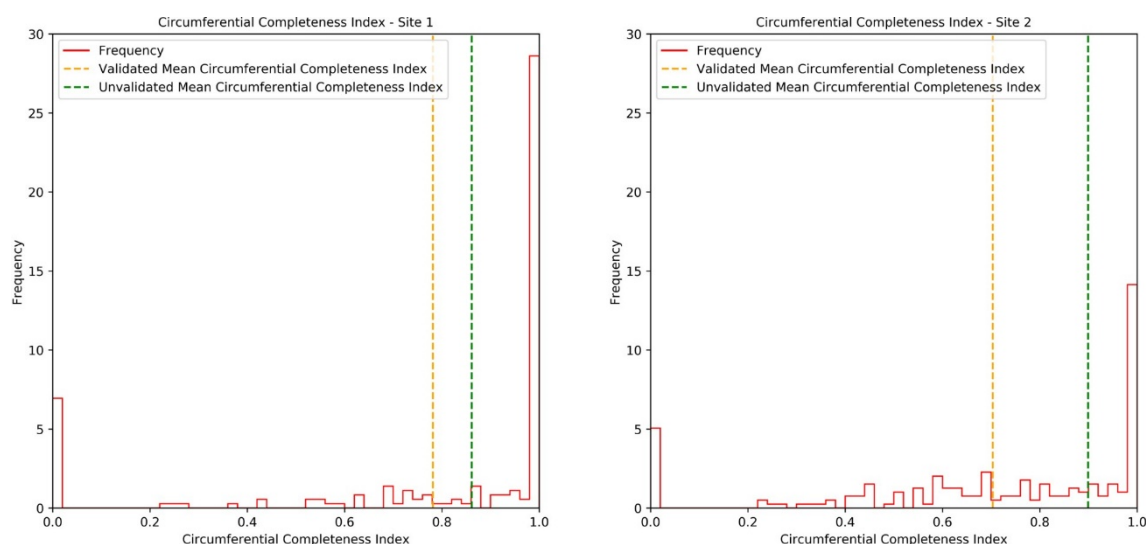 Circumferential Completeness Index - Site 1
30
25
20
15
10
5
0
Frequency
Frequency
Validated Mean Circumferential Completeness Index
Unvalidated Mean Circumferential Completeness Index
0.0 0.2 0.4 0.6 0.8 1.0
Circumferential Completeness Index
Circumferential Completeness Index - Site 2
30
25
20
15
10
5
0
Frequency
Frequency
Validated Mean Circumferential Completeness Index
Unvalidated Mean Circumferential Completeness Index
0.0 0.2 0.4 0.6 0.8 1.0
Circumferential Completeness Index